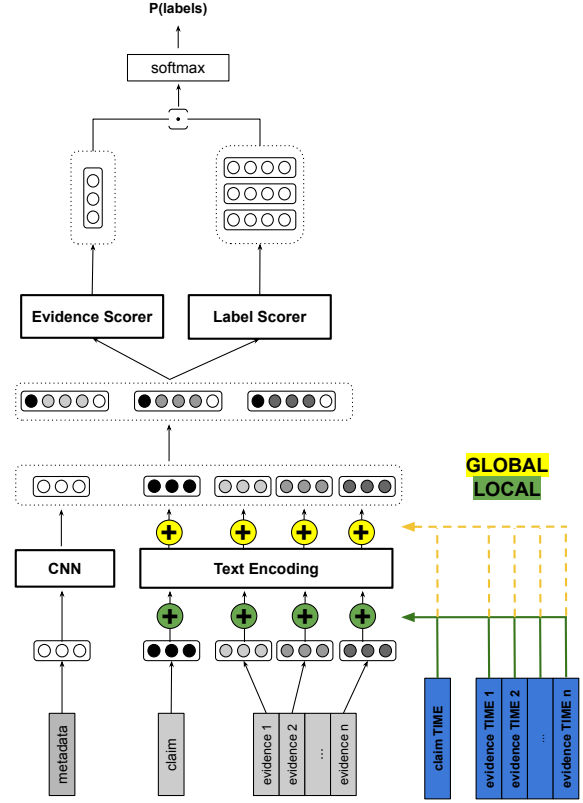 P(labels)
softmax
Evidence Scorer
Label Scorer
GLOBAL
LOCAL
CNN
Text Encoding
metadata
claim
evidence 1
evidence 2
...
evidence n
claim TIME
evidence TIME 1
evidence TIME 2
...
evidence TIME n